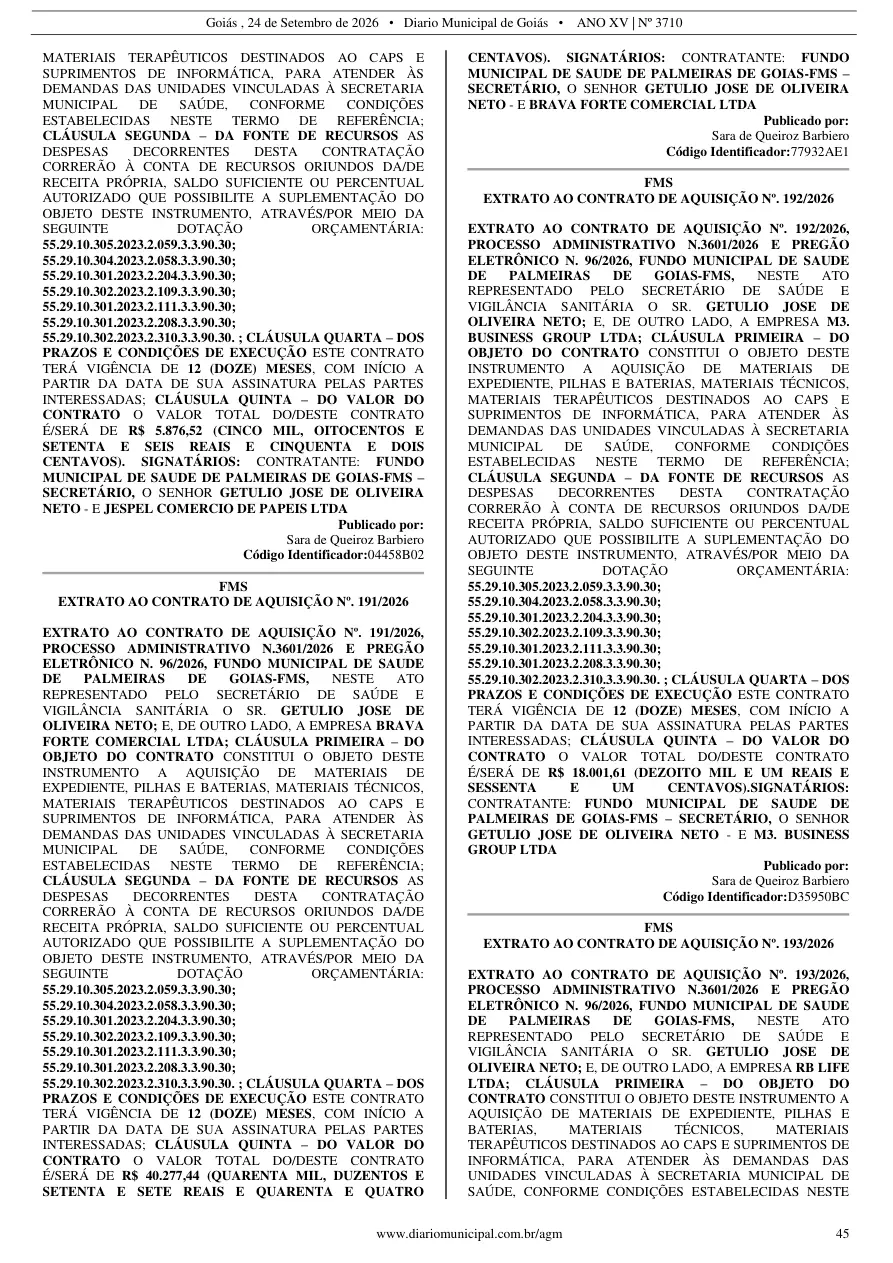 Goiás , 24 de Setembro de 2026 • Diario Municipal de Goiás • ANO XV | Nº 3710
MATERIAIS TERAPÊUTICOS DESTINADOS AO CAPS E
SUPRIMENTOS DE INFORMÁTICA, PARA ATENDER ÀS
DEMANDAS DAS UNIDADES VINCULADAS À SECRETARIA
MUNICIPAL DE SAÚDE, CONFORME CONDIÇÕES
ESTABELECIDAS NESTE TERMO DE REFERÊNCIA;
CLÁUSULA SEGUNDA – DA FONTE DE RECURSOS AS
DESPESAS DECORRENTES DESTA CONTRATAÇÃO
CORRERÃO À CONTA DE RECURSOS ORIUNDOS DA/DE
RECEITA PRÓPRIA, SALDO SUFICIENTE OU PERCENTUAL
AUTORIZADO QUE POSSIBILITE A SUPLEMENTAÇÃO DO
OBJETO DESTE INSTRUMENTO, ATRAVÉS/POR MEIO DA
SEGUINTE DOTAÇÃO ORÇAMENTÁRIA:
55.29.10.305.2023.2.059.3.3.90.30;
55.29.10.304.2023.2.058.3.3.90.30;
55.29.10.301.2023.2.204.3.3.90.30;
55.29.10.302.2023.2.109.3.3.90.30;
55.29.10.301.2023.2.111.3.3.90.30;
55.29.10.301.2023.2.208.3.3.90.30;
55.29.10.302.2023.2.310.3.3.90.30. ; CLÁUSULA QUARTA – DOS
PRAZOS E CONDIÇÕES DE EXECUÇÃO ESTE CONTRATO
TERÁ VIGÊNCIA DE 12 (DOZE) MESES, COM INÍCIO A
PARTIR DA DATA DE SUA ASSINATURA PELAS PARTES
INTERESSADAS; CLÁUSULA QUINTA – DO VALOR DO
CONTRATO O VALOR TOTAL DO/DESTE CONTRATO
É/SERÁ DE R$ 5.876,52 (CINCO MIL, OITOCENTOS E
SETENTA E SEIS REAIS E CINQUENTA E DOIS
CENTAVOS). SIGNATÁRIOS: CONTRATANTE: FUNDO
MUNICIPAL DE SAUDE DE PALMEIRAS DE GOIAS-FMS –
SECRETÁRIO, O SENHOR GETULIO JOSE DE OLIVEIRA
NETO - E JESPEL COMERCIO DE PAPEIS LTDA
Publicado por:
Sara de Queiroz Barbiero
Código Identificador:04458B02
FMS
EXTRATO AO CONTRATO DE AQUISIÇÃO Nº. 191/2026
EXTRATO AO CONTRATO DE AQUISIÇÃO Nº. 191/2026,
PROCESSO ADMINISTRATIVO N.3601/2026 E PREGÃO
ELETRÔNICO N. 96/2026, FUNDO MUNICIPAL DE SAUDE
DE PALMEIRAS DE GOIAS-FMS, NESTE ATO
REPRESENTADO PELO SECRETÁRIO DE SAÚDE E
VIGILÂNCIA SANITÁRIA O SR. GETULIO JOSE DE
OLIVEIRA NETO; E, DE OUTRO LADO, A EMPRESA BRAVA
FORTE COMERCIAL LTDA; CLÁUSULA PRIMEIRA – DO
OBJETO DO CONTRATO CONSTITUI O OBJETO DESTE
INSTRUMENTO A AQUISIÇÃO DE MATERIAIS DE
EXPEDIENTE, PILHAS E BATERIAS, MATERIAIS TÉCNICOS,
MATERIAIS TERAPÊUTICOS DESTINADOS AO CAPS E
SUPRIMENTOS DE INFORMÁTICA, PARA ATENDER ÀS
DEMANDAS DAS UNIDADES VINCULADAS À SECRETARIA
MUNICIPAL DE SAÚDE, CONFORME CONDIÇÕES
ESTABELECIDAS NESTE TERMO DE REFERÊNCIA;
CLÁUSULA SEGUNDA – DA FONTE DE RECURSOS AS
DESPESAS DECORRENTES DESTA CONTRATAÇÃO
CORRERÃO À CONTA DE RECURSOS ORIUNDOS DA/DE
RECEITA PRÓPRIA, SALDO SUFICIENTE OU PERCENTUAL
AUTORIZADO QUE POSSIBILITE A SUPLEMENTAÇÃO DO
OBJETO DESTE INSTRUMENTO, ATRAVÉS/POR MEIO DA
SEGUINTE DOTAÇÃO ORÇAMENTÁRIA:
55.29.10.305.2023.2.059.3.3.90.30;
55.29.10.304.2023.2.058.3.3.90.30;
55.29.10.301.2023.2.204.3.3.90.30;
55.29.10.302.2023.2.109.3.3.90.30;
55.29.10.301.2023.2.111.3.3.90.30;
55.29.10.301.2023.2.208.3.3.90.30;
55.29.10.302.2023.2.310.3.3.90.30. ; CLÁUSULA QUARTA – DOS
PRAZOS E CONDIÇÕES DE EXECUÇÃO ESTE CONTRATO
TERÁ VIGÊNCIA DE 12 (DOZE) MESES, COM INÍCIO A
PARTIR DA DATA DE SUA ASSINATURA PELAS PARTES
INTERESSADAS; CLÁUSULA QUINTA – DO VALOR DO
CONTRATO O VALOR TOTAL DO/DESTE CONTRATO
É/SERÁ DE R$ 40.277,44 (QUARENTA MIL, DUZENTOS E
SETENTA E SETE REAIS E QUARENTA E QUATRO
CENTAVOS). SIGNATÁRIOS: CONTRATANTE: FUNDO
MUNICIPAL DE SAUDE DE PALMEIRAS DE GOIAS-FMS –
SECRETÁRIO, O SENHOR GETULIO JOSE DE OLIVEIRA
NETO - E BRAVA FORTE COMERCIAL LTDA
Publicado por:
Sara de Queiroz Barbiero
Código Identificador:77932AE1
FMS
EXTRATO AO CONTRATO DE AQUISIÇÃO Nº. 192/2026
EXTRATO AO CONTRATO DE AQUISIÇÃO Nº. 192/2026,
PROCESSO ADMINISTRATIVO N.3601/2026 E PREGÃO
ELETRÔNICO N. 96/2026, FUNDO MUNICIPAL DE SAUDE
DE PALMEIRAS DE GOIAS-FMS, NESTE ATO
REPRESENTADO PELO SECRETÁRIO DE SAÚDE E
VIGILÂNCIA SANITÁRIA O SR. GETULIO JOSE DE
OLIVEIRA NETO; E, DE OUTRO LADO, A EMPRESA M3.
BUSINESS GROUP LTDA; CLÁUSULA PRIMEIRA – DO
OBJETO DO CONTRATO CONSTITUI O OBJETO DESTE
INSTRUMENTO A AQUISIÇÃO DE MATERIAIS DE
EXPEDIENTE, PILHAS E BATERIAS, MATERIAIS TÉCNICOS,
MATERIAIS TERAPÊUTICOS DESTINADOS AO CAPS E
SUPRIMENTOS DE INFORMÁTICA, PARA ATENDER ÀS
DEMANDAS DAS UNIDADES VINCULADAS À SECRETARIA
MUNICIPAL DE SAÚDE, CONFORME CONDIÇÕES
ESTABELECIDAS NESTE TERMO DE REFERÊNCIA;
CLÁUSULA SEGUNDA – DA FONTE DE RECURSOS AS
DESPESAS DECORRENTES DESTA CONTRATAÇÃO
CORRERÃO À CONTA DE RECURSOS ORIUNDOS DA/DE
RECEITA PRÓPRIA, SALDO SUFICIENTE OU PERCENTUAL
AUTORIZADO QUE POSSIBILITE A SUPLEMENTAÇÃO DO
OBJETO DESTE INSTRUMENTO, ATRAVÉS/POR MEIO DA
SEGUINTE DOTAÇÃO ORÇAMENTÁRIA:
55.29.10.305.2023.2.059.3.3.90.30;
55.29.10.304.2023.2.058.3.3.90.30;
55.29.10.301.2023.2.204.3.3.90.30;
55.29.10.302.2023.2.109.3.3.90.30;
55.29.10.301.2023.2.111.3.3.90.30;
55.29.10.301.2023.2.208.3.3.90.30;
55.29.10.302.2023.2.310.3.3.90.30. ; CLÁUSULA QUARTA – DOS
PRAZOS E CONDIÇÕES DE EXECUÇÃO ESTE CONTRATO
TERÁ VIGÊNCIA DE 12 (DOZE) MESES, COM INÍCIO A
PARTIR DA DATA DE SUA ASSINATURA PELAS PARTES
INTERESSADAS; CLÁUSULA QUINTA – DO VALOR DO
CONTRATO O VALOR TOTAL DO/DESTE CONTRATO
É/SERÁ DE R$ 18.001,61 (DEZOITO MIL E UM REAIS E
SESSENTA E UM CENTAVOS).SIGNATÁRIOS:
CONTRATANTE: FUNDO MUNICIPAL DE SAUDE DE
PALMEIRAS DE GOIAS-FMS – SECRETÁRIO, O SENHOR
GETULIO JOSE DE OLIVEIRA NETO - E M3. BUSINESS
GROUP LTDA
Publicado por:
Sara de Queiroz Barbiero
Código Identificador:D35950BC
FMS
EXTRATO AO CONTRATO DE AQUISIÇÃO Nº. 193/2026
EXTRATO AO CONTRATO DE AQUISIÇÃO Nº. 193/2026,
PROCESSO ADMINISTRATIVO N.3601/2026 E PREGÃO
ELETRÔNICO N. 96/2026, FUNDO MUNICIPAL DE SAUDE
DE PALMEIRAS DE GOIAS-FMS, NESTE ATO
REPRESENTADO PELO SECRETÁRIO DE SAÚDE E
VIGILÂNCIA SANITÁRIA O SR. GETULIO JOSE DE
OLIVEIRA NETO; E, DE OUTRO LADO, A EMPRESA RB LIFE
LTDA; CLÁUSULA PRIMEIRA – DO OBJETO DO
CONTRATO CONSTITUI O OBJETO DESTE INSTRUMENTO A
AQUISIÇÃO DE MATERIAIS DE EXPEDIENTE, PILHAS E
BATERIAS, MATERIAIS TÉCNICOS, MATERIAIS
TERAPÊUTICOS DESTINADOS AO CAPS E SUPRIMENTOS DE
INFORMÁTICA, PARA ATENDER ÀS DEMANDAS DAS
UNIDADES VINCULADAS À SECRETARIA MUNICIPAL DE
SAÚDE, CONFORME CONDIÇÕES ESTABELECIDAS NESTE
www.diariomunicipal.com.br/agm
45